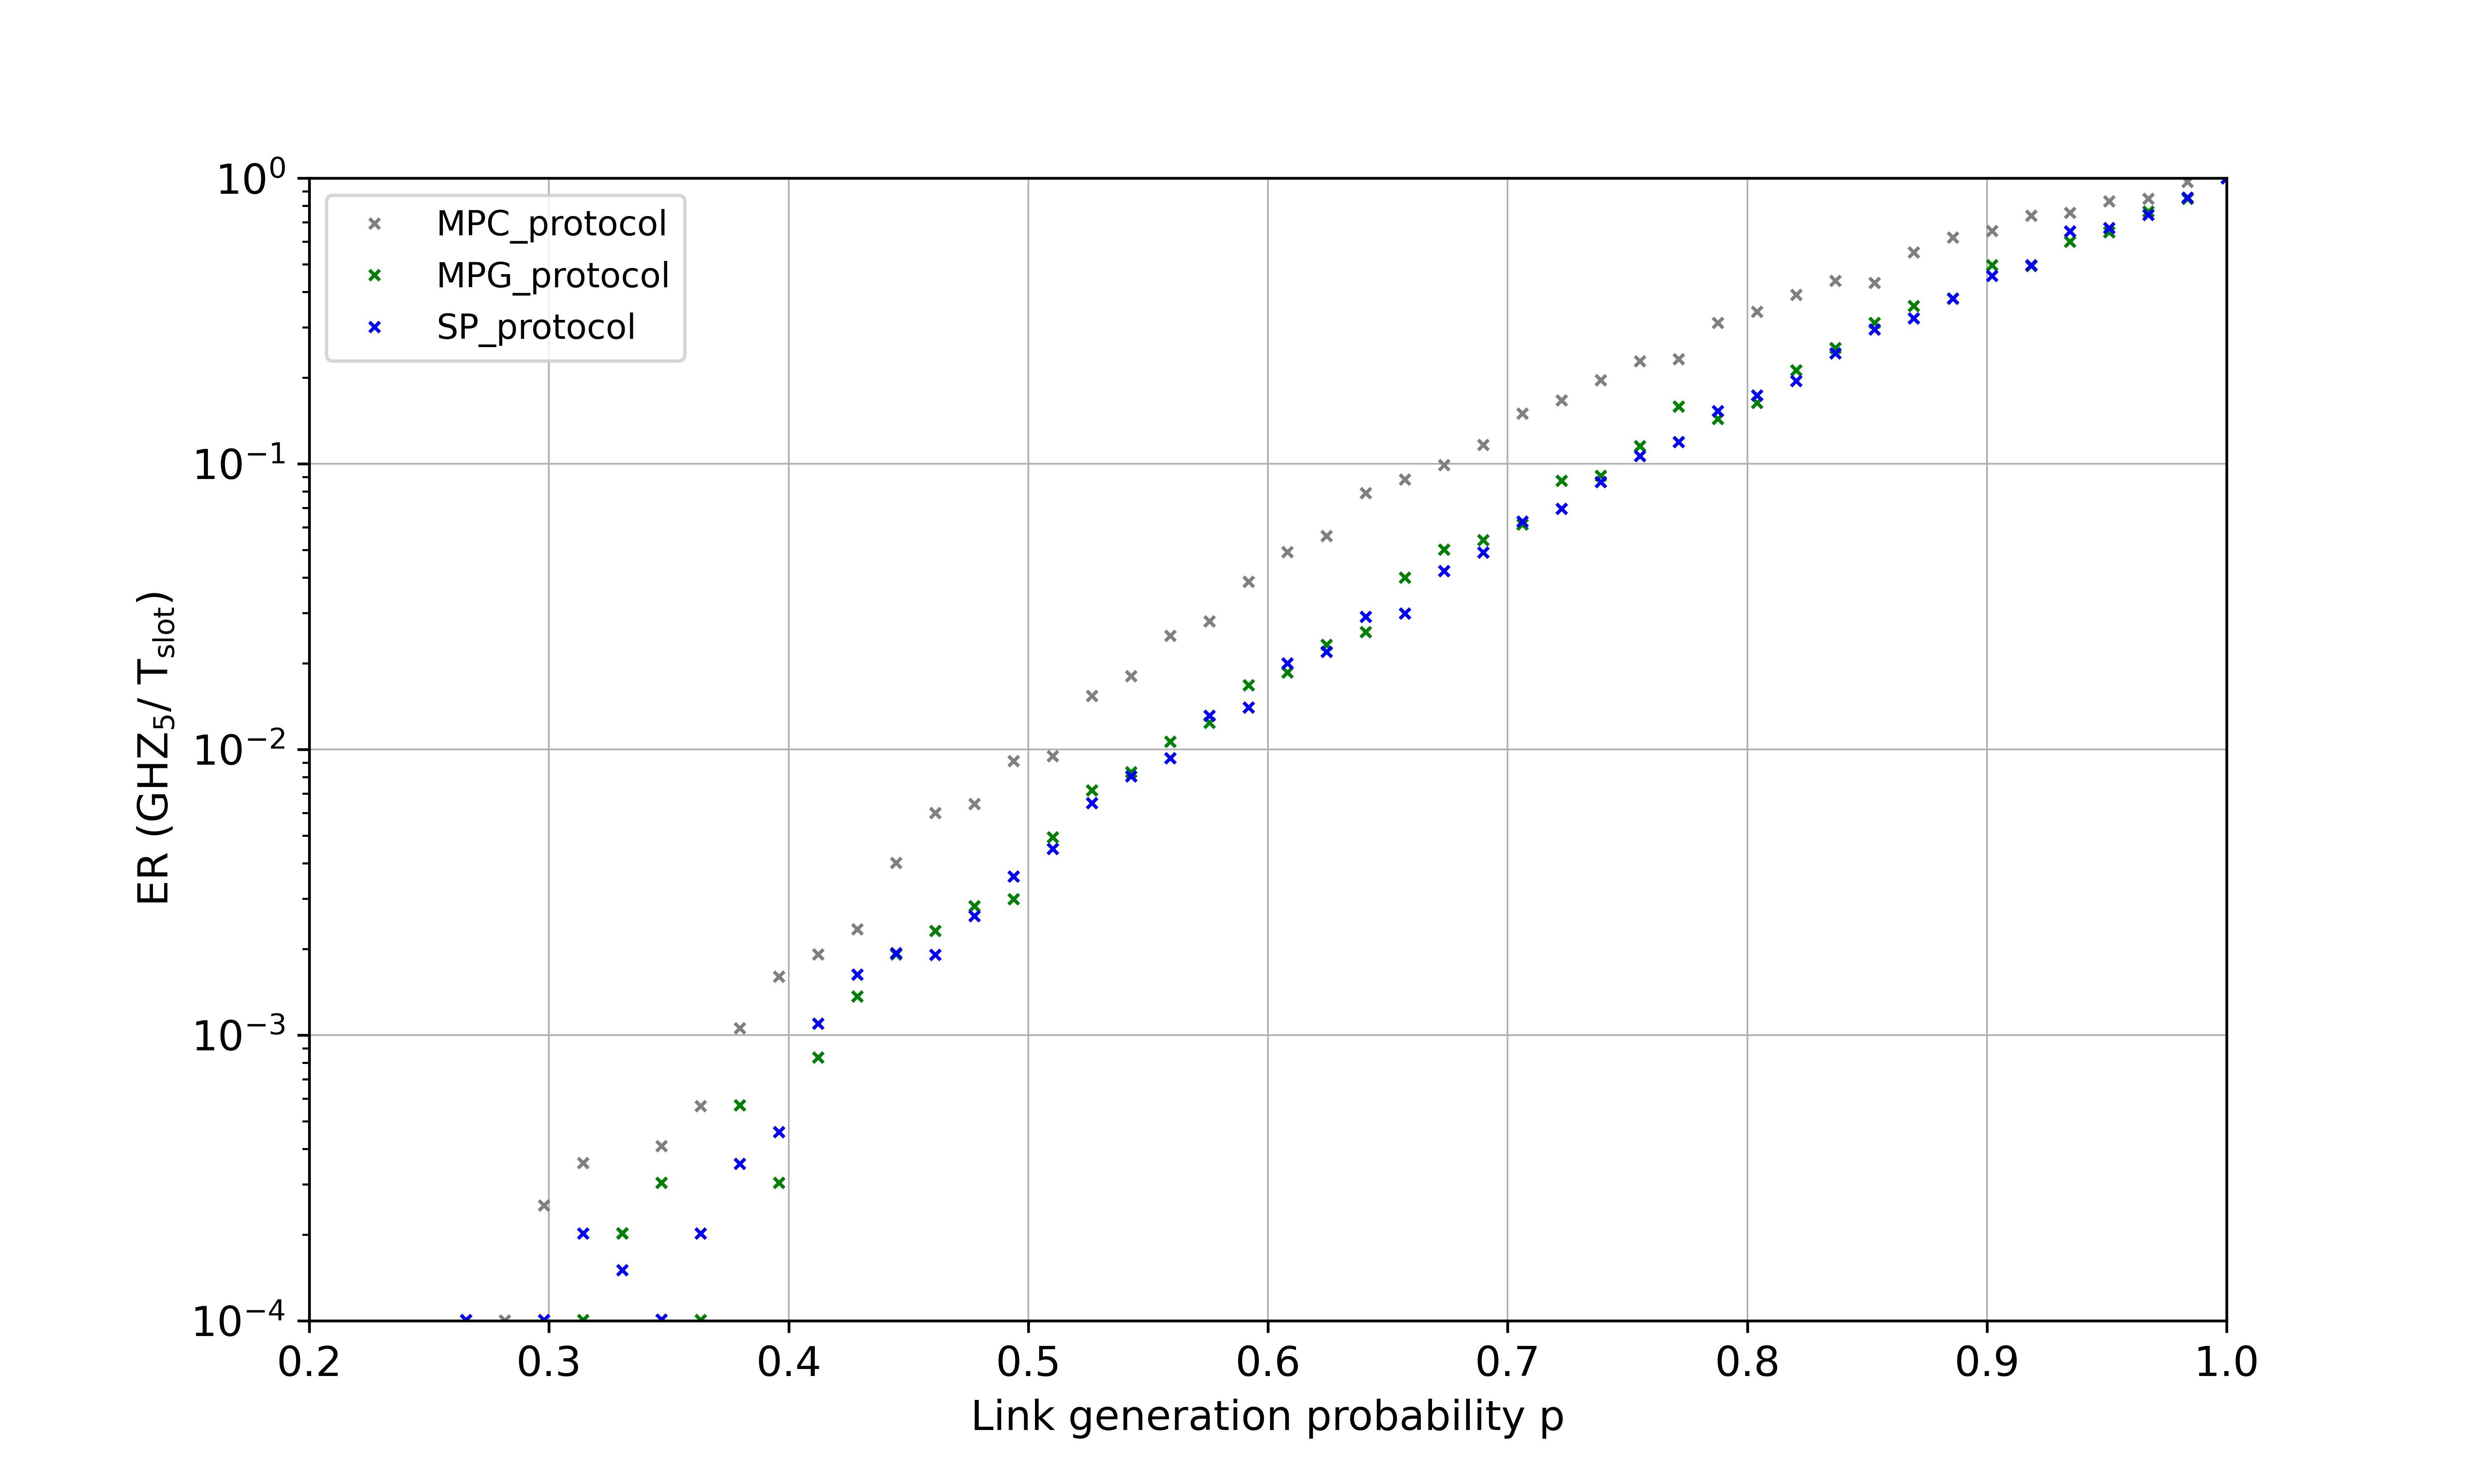 10⁰
10⁻¹
10⁻²
10⁻³
10⁻⁴
ER (GHZ₅/ Tₛₗₒₜ)
MPC_protocol
MPG_protocol
SP_protocol
0.2 0.3 0.4 0.5 0.6 0.7 0.8 0.9 1.0
Link generation probability p